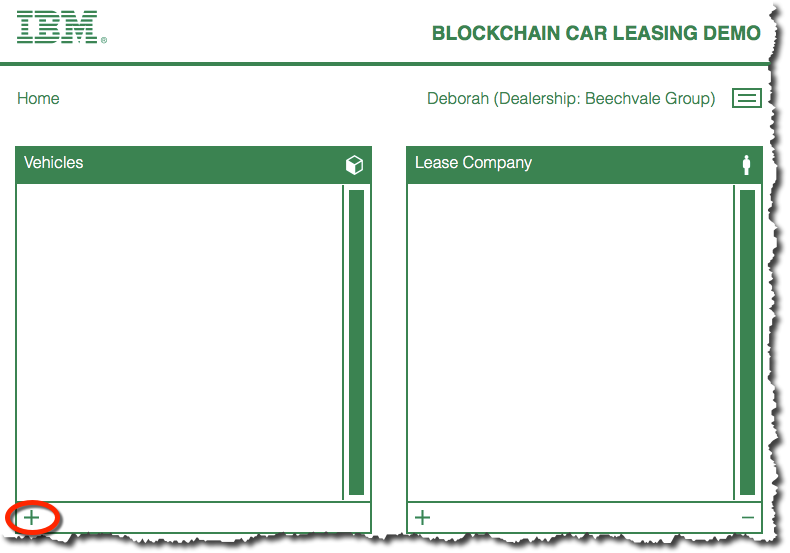 IBM®
BLOCKCHAIN CAR LEASING DEMO
Home
Deborah (Dealership: Beechvale Group)
Vehicles
Lease Company
+
+ −